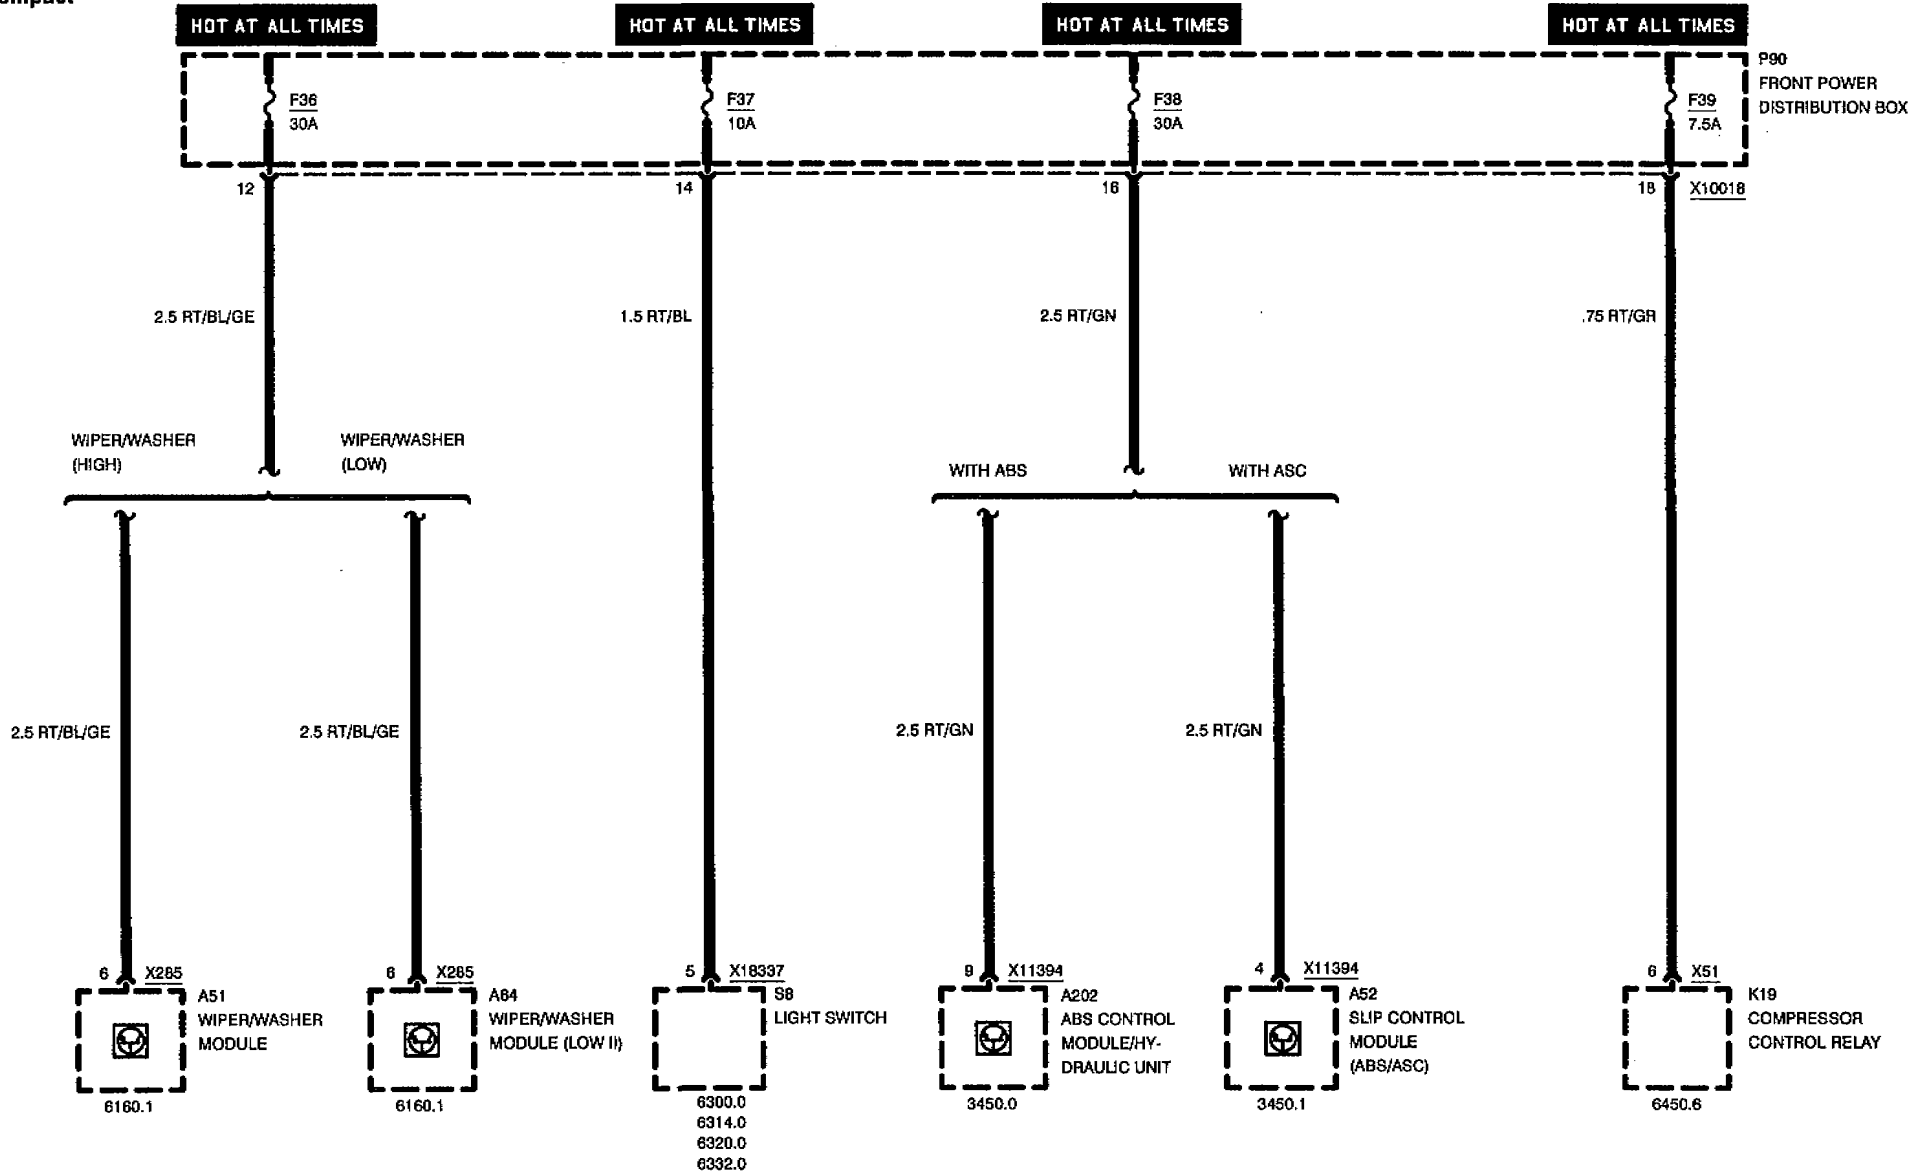 HOT AT ALL TIMES
HOT AT ALL TIMES
HOT AT ALL TIMES
HOT AT ALL TIMES
P90
FRONT POWER
DISTRIBUTION BOX
F36
30A
F37
10A
F38
30A
F39
7.5A
12
14
16
18
X10018
2.5 RT/BL/GE
1.5 RT/BL
2.5 RT/GN
.75 RT/GR
WIPER/WASHER
(HIGH)
WIPER/WASHER
(LOW)
WITH ABS
WITH ASC
2.5 RT/BL/GE
2.5 RT/BL/GE
2.5 RT/GN
2.5 RT/GN
6
X285
6
X285
5
X18337
9
X11394
4
X11394
6
X51
A51
WIPER/WASHER
MODULE
6160.1
A64
WIPER/WASHER
MODULE (LOW II)
6160.1
S8
LIGHT SWITCH
6300.0
6314.0
6320.0
6332.0
A202
ABS CONTROL
MODULE/HY-
DRAULIC UNIT
3450.0
A52
SLIP CONTROL
MODULE
(ABS/ASC)
3450.1
K19
COMPRESSOR
CONTROL RELAY
6450.6